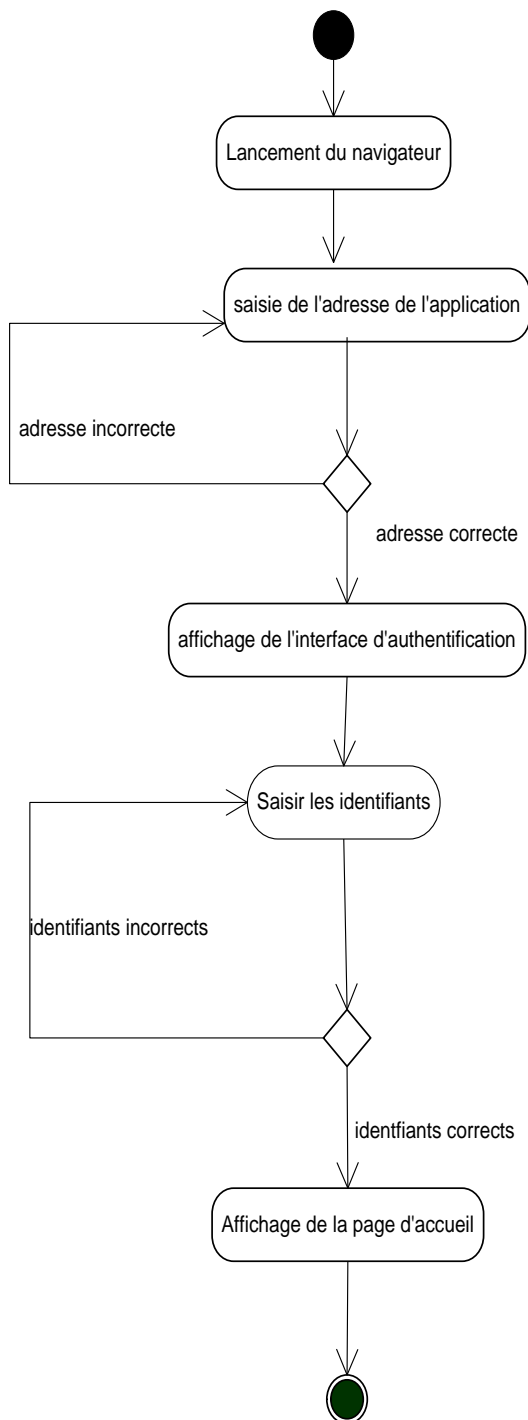 Lancement du navigateur
saisie de l'adresse de l'application
adresse incorrecte
adresse correcte
affichage de l'interface d'authentification
Saisir les identifiants
identifiants incorrects
identfiants corrects
Affichage de la page d'accueil